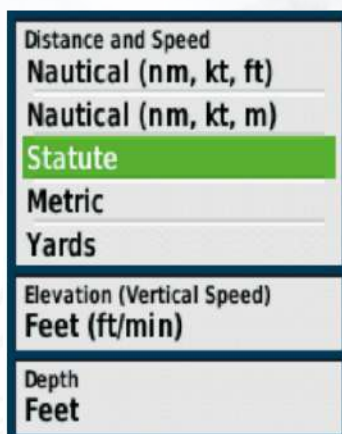 Distance and Speed
Nautical (nm, kt, ft)
Nautical (nm, kt, m)
Statute
Metric
Yards
Elevation (Vertical Speed)
Feet (ft/min)
Depth
Feet